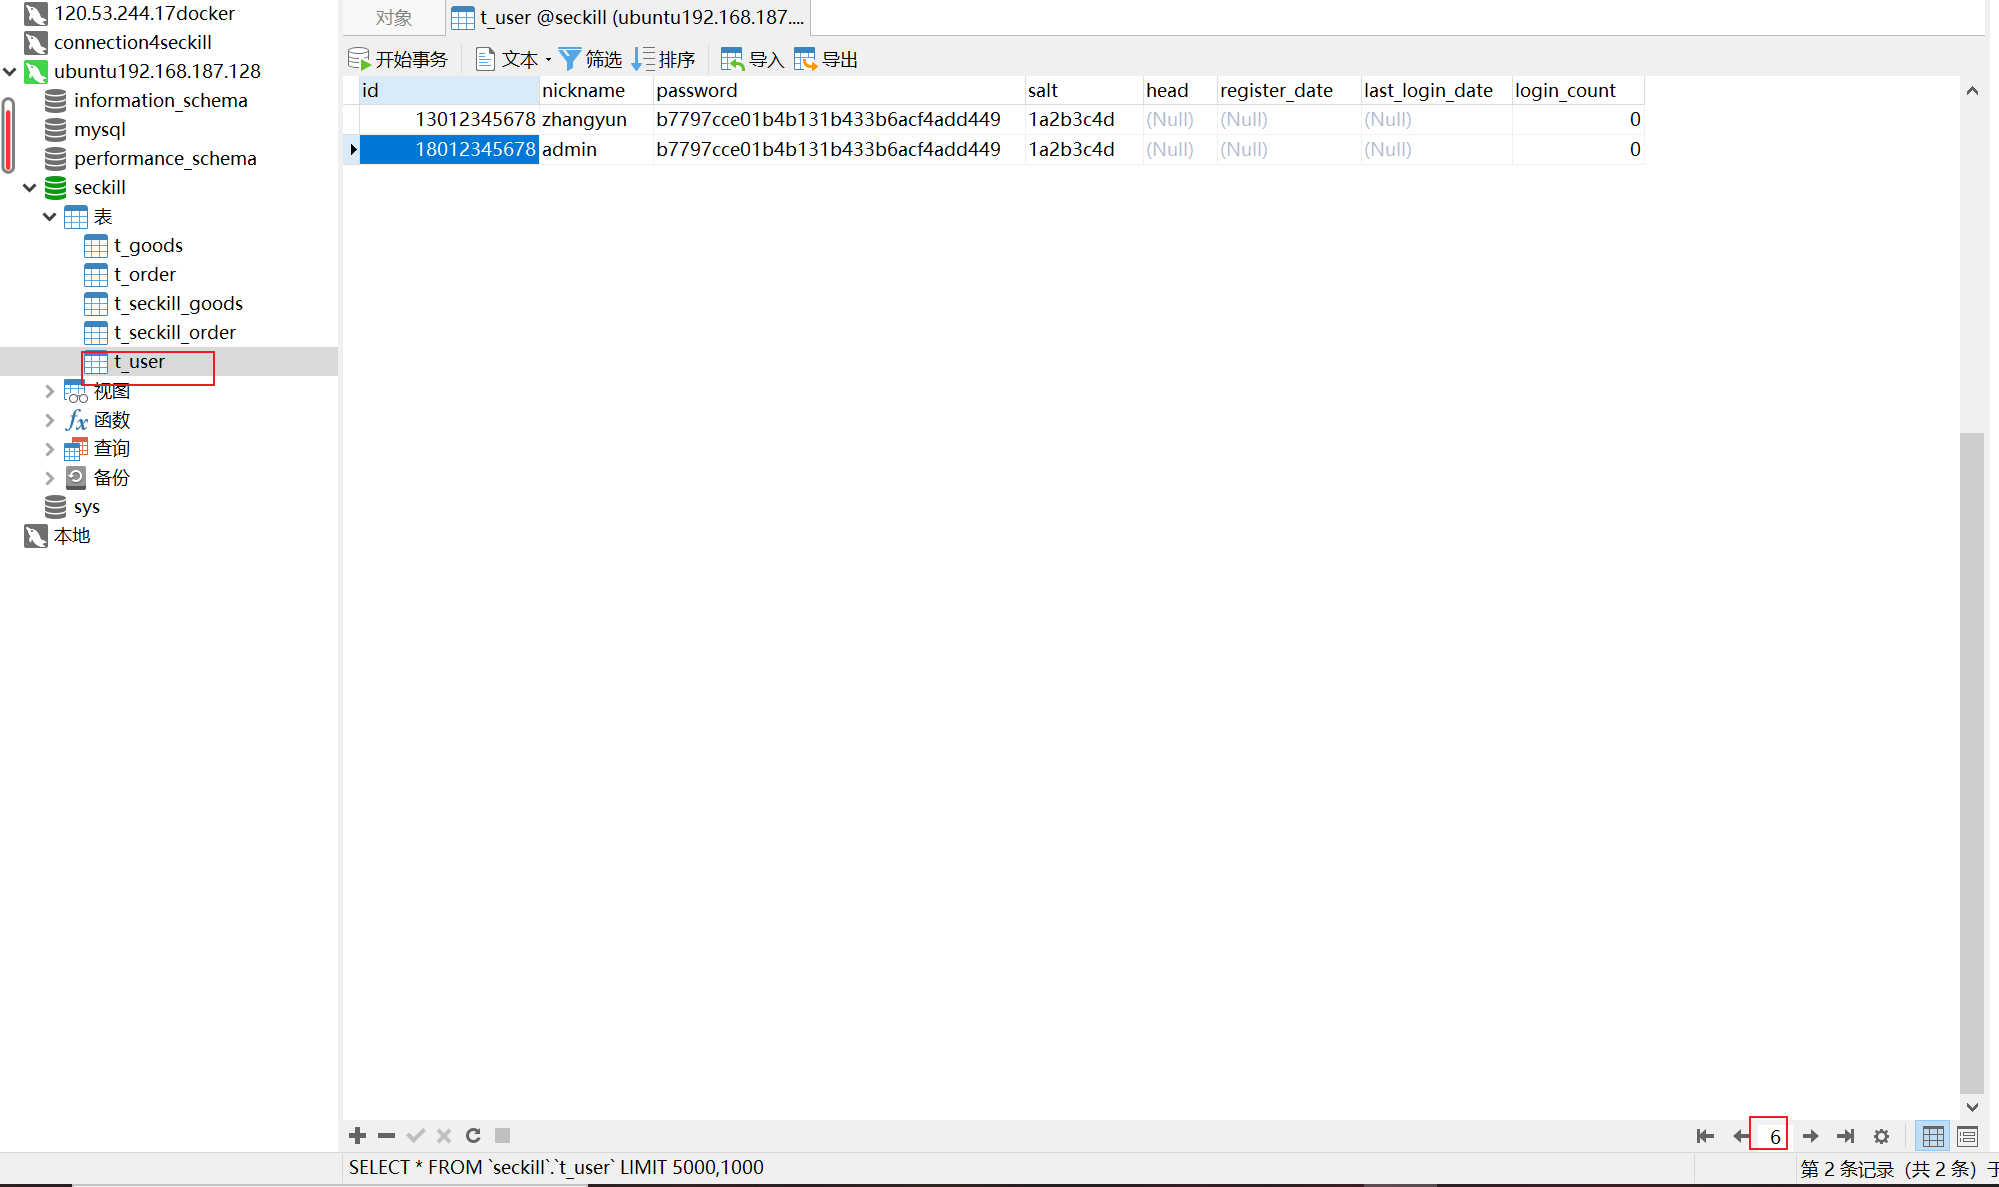 120.53.244.17docker
connection4seckill
ubuntu192.168.187.128
information_schema
mysql
performance_schema
seckill
表
t_goods
t_order
t_seckill_goods
t_seckill_order
t_user
视图
函数
查询
备份
sys
本地
对象 t_user @seckill (ubuntu192.168.187....
开始事务 文本 筛选 排序 导入 导出
id nickname password salt head register_date last_login_date login_count
13012345678 zhangyun b7797cce01b4b131b433b6acf4add449 1a2b3c4d (Null) (Null) (Null) 0
18012345678 admin b7797cce01b4b131b433b6acf4add449 1a2b3c4d (Null) (Null) (Null) 0
6
SELECT * FROM `seckill`.`t_user` LIMIT 5000,1000
第 2 条记录 (共 2 条) 于